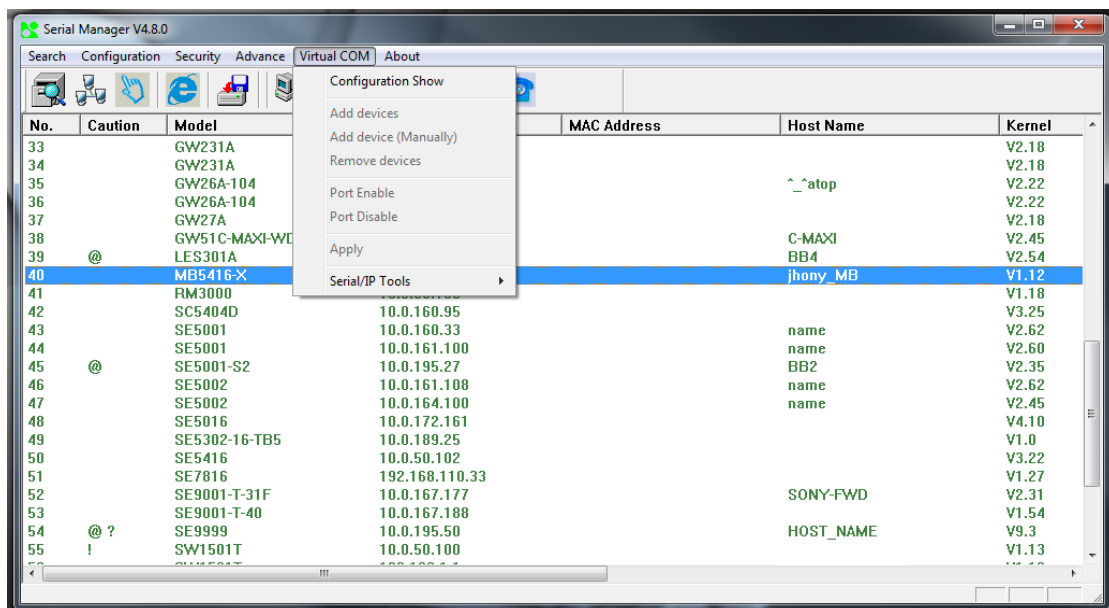 Serial Manager V4.8.0
Search Configuration Security Advance Virtual COM About
Configuration Show
Add devices
Add device (Manually)
Remove devices
Port Enable
Port Disable
Apply
Serial/IP Tools
No. Caution Model MAC Address Host Name Kernel
33 GW231A V2.18
34 GW231A V2.18
35 GW26A-104 ^_^atop V2.22
36 GW26A-104 V2.22
37 GW27A V2.18
38 GW51C-MAXI-WD C-MAXI V2.45
39 @ LES301A BB4 V2.54
40 MB5416-X jhony_MB V1.12
41 RM3000 V1.18
42 SC5404D 10.0.160.95 V3.25
43 SE5001 10.0.160.33 name V2.62
44 SE5001 10.0.161.100 name V2.60
45 @ SE5001-S2 10.0.195.27 BB2 V2.35
46 SE5002 10.0.161.108 name V2.62
47 SE5002 10.0.164.100 name V2.45
48 SE5016 10.0.172.161 V4.10
49 SE5302-16-TB5 10.0.189.25 V1.0
50 SE5416 10.0.50.102 V3.22
51 SE7816 192.168.110.33 V1.27
52 SE9001-T-31F 10.0.167.177 SONY-FWD V2.31
53 SE9001-T-40 10.0.167.188 V1.54
54 @ ? SE9999 10.0.195.50 HOST_NAME V9.3
55 ! SW1501T 10.0.50.100 V1.13